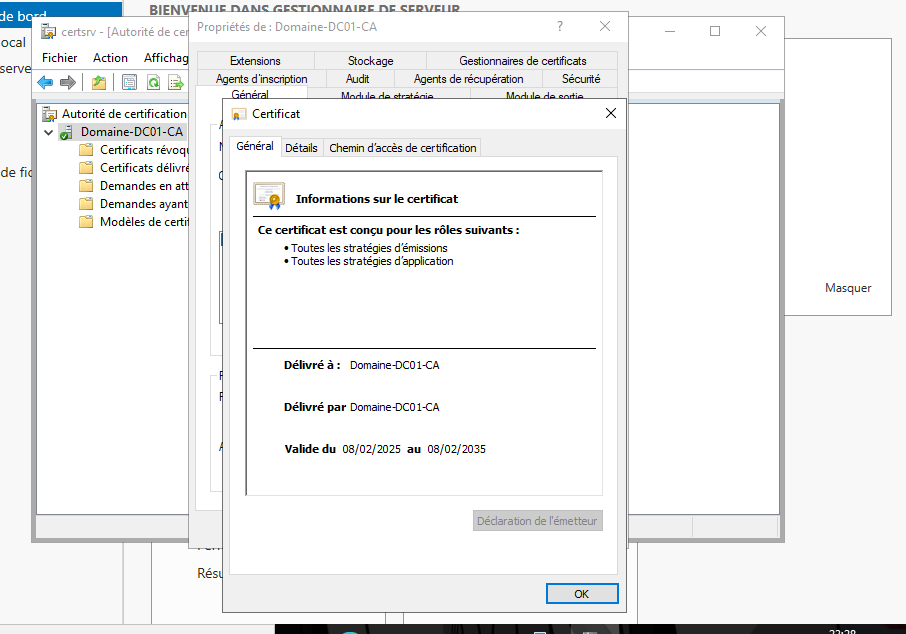 BIENVENUE DANS GESTIONNAIRE DE SERVEUR
de bord
ocal
serve
de fic
certsrv - [Autorité de cer
Fichier Action Affichag
Autorité de certification
Domaine-DC01-CA
Certificats révoqu
Certificats délivré
Demandes en att
Demandes ayant
Modèles de certif
Propriétés de : Domaine-DC01-CA
?
Extensions Stockage Gestionnaires de certificats
Agents d'inscription Audit Agents de récupération Sécurité
Général Module de stratégie Module de sortie
Certificat
Général Détails Chemin d'accès de certification
Informations sur le certificat
Ce certificat est conçu pour les rôles suivants :
• Toutes les stratégies d'émissions
• Toutes les stratégies d'application
Délivré à : Domaine-DC01-CA
Délivré par Domaine-DC01-CA
Valide du 08/02/2025 au 08/02/2035
Déclaration de l'émetteur
OK
Masquer
Résu